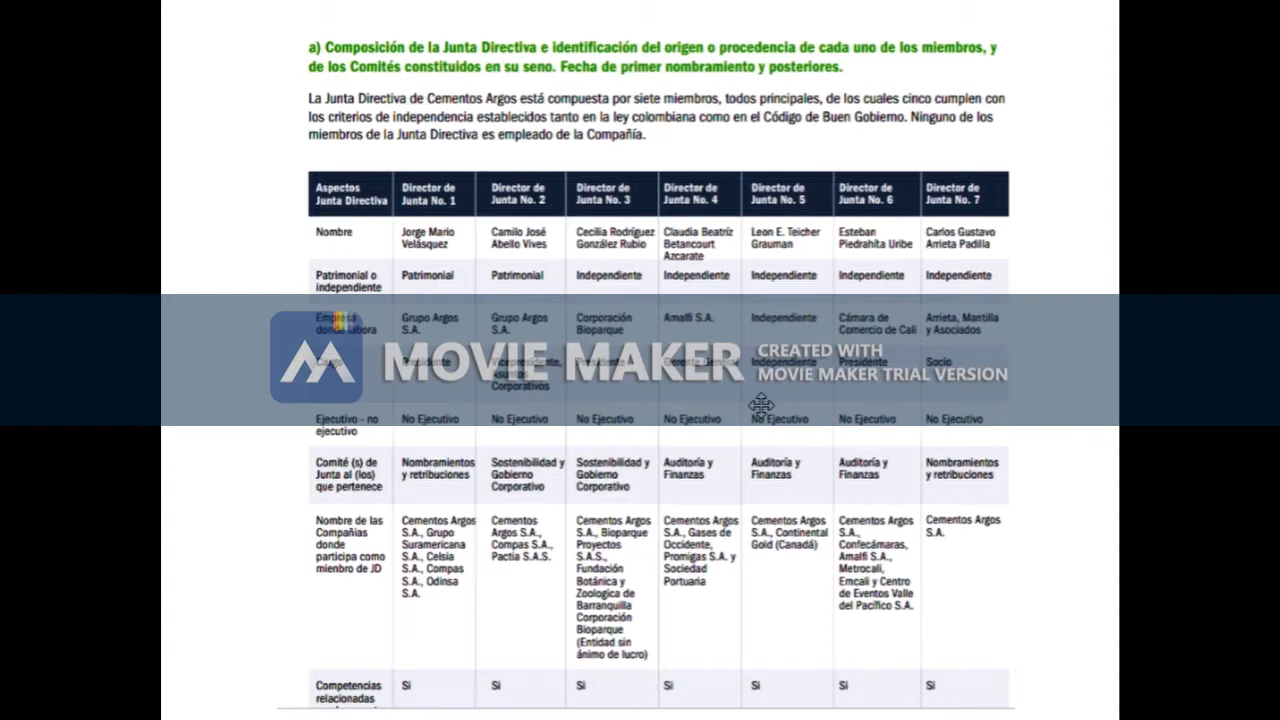 a) Composición de la Junta Directiva e identificación del origen o procedencia de cada uno de los miembros, y
de los Comités constituidos en su seno. Fecha de primer nombramiento y posteriores.
La Junta Directiva de Cementos Argos está compuesta por siete miembros, todos principales, de los cuales cinco cumplen con
los criterios de independencia establecidos tanto en la ley colombiana como en el Código de Buen Gobierno. Ninguno de los
miembros de la Junta Directiva es empleado de la Compañía.
Aspectos Director de Director de Director de Director de Director de Director de Director de
Junta Directiva Junta No. 1 Junta No. 2 Junta No. 3 Junta No. 4 Junta No. 5 Junta No. 6 Junta No. 7
Nombre Jorge Mario Camilo José Cecilia Rodríguez Claudia Beatríz Leon E. Teicher Esteban Carlos Gustavo
Velásquez Abello Vives González Rubio Betancourt Grauman Piedrahíta Uribe Arrieta Padilla
Azcarate
Patrimonial o Patrimonial Patrimonial Independiente Independiente Independiente Independiente Independiente
independiente
Empresa Grupo Argos Grupo Argos Corporación Amalfi S.A. Independiente Cámara de Arrieta, Mantilla
donde labora S.A. S.A. Bioparque Comercio de Cali y Asociados
Presidente Vicepresidente, Presidente Gerente General Independiente Presidente Socio
Asuntos
Corporativos
MOVIE MAKER
CREATED WITH
MOVIE MAKER TRIAL VERSION
Ejecutivo - no No Ejecutivo No Ejecutivo No Ejecutivo No Ejecutivo No Ejecutivo No Ejecutivo No Ejecutivo
ejecutivo
Comité (s) de Nombramientos Sostenibilidad y Sostenibilidad y Auditoría y Auditoría y Auditoría y Nombramientos
Junta al (los) y retribuciones Gobierno Gobierno Finanzas Finanzas Finanzas y retribuciones
que pertenece Corporativo Corporativo
Nombre de las Cementos Argos Cementos Cementos Argos Cementos Argos Cementos Argos Cementos Argos Cementos Argos
Compañías S.A., Grupo Argos S.A., S.A., Bioparque S.A., Gases de S.A., Continental S.A., S.A.
donde Suramericana Compas S.A., Proyectos Occidente, Gold (Canadá) Confecámaras,
participa como S.A., Celsia Pactia S.A.S. S.A.S., Promigas S.A. y Amalfi S.A.,
miembro de JD S.A., Compas Fundación Sociedad Metrocali,
S.A., Odinsa Botánica y Portuaria Emcali y Centro
S.A. Zoologica de de Eventos Valle
Barranquilla del Pacífico S.A.
Corporación
Bioparque
(Entidad sin
ánimo de lucro)
Competencias Si Si Si Si Si Si Si
relacionadas